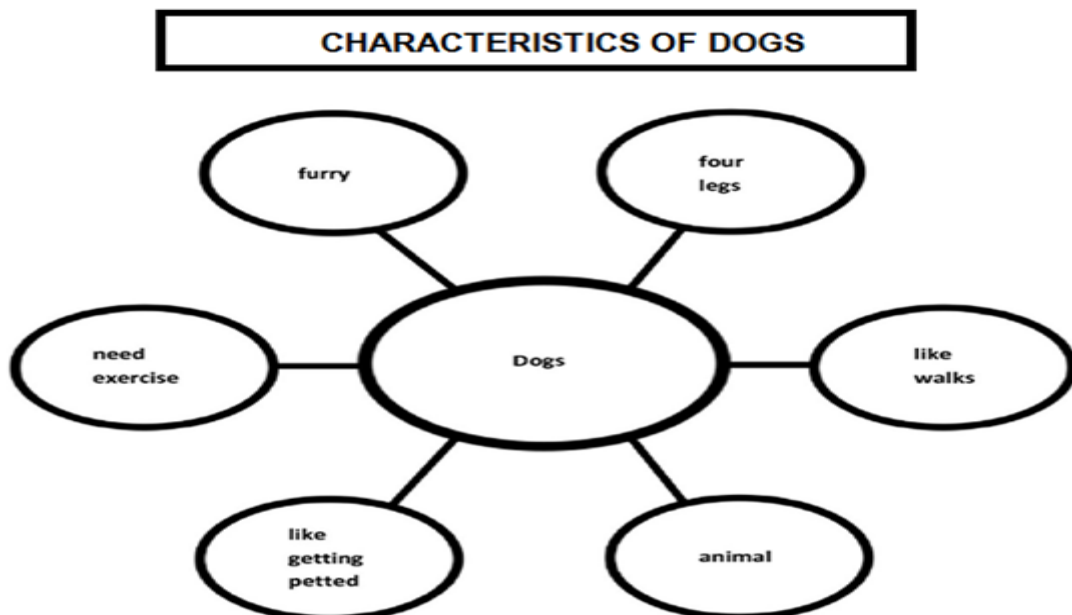 CHARACTERISTICS OF DOGS
furry
four
legs
need
exercise
Dogs
like
walks
like
getting
petted
animal